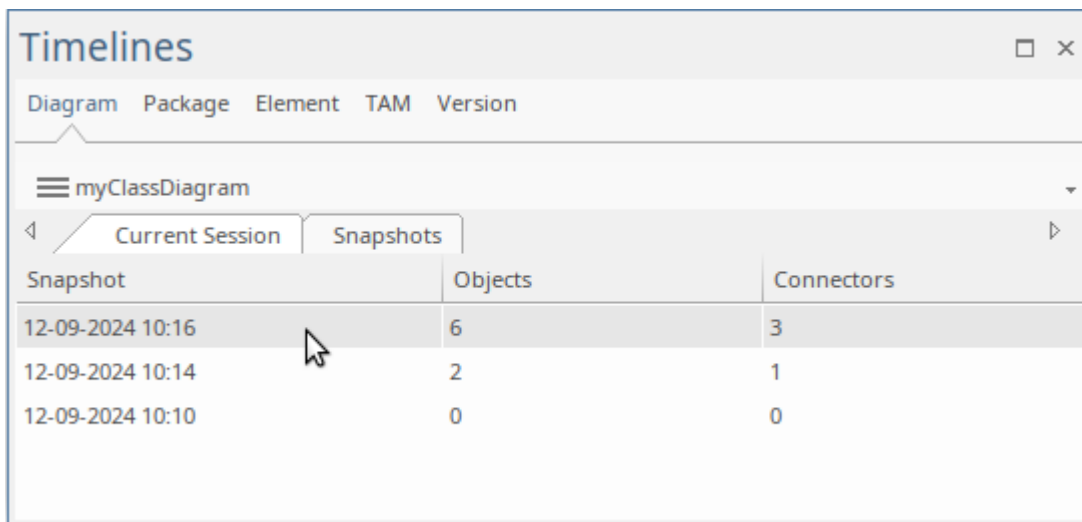 Timelines
Diagram Package Element TAM Version
myClassDiagram
Current Session Snapshots
Snapshot Objects Connectors
12-09-2024 10:16 6 3
12-09-2024 10:14 2 1
12-09-2024 10:10 0 0